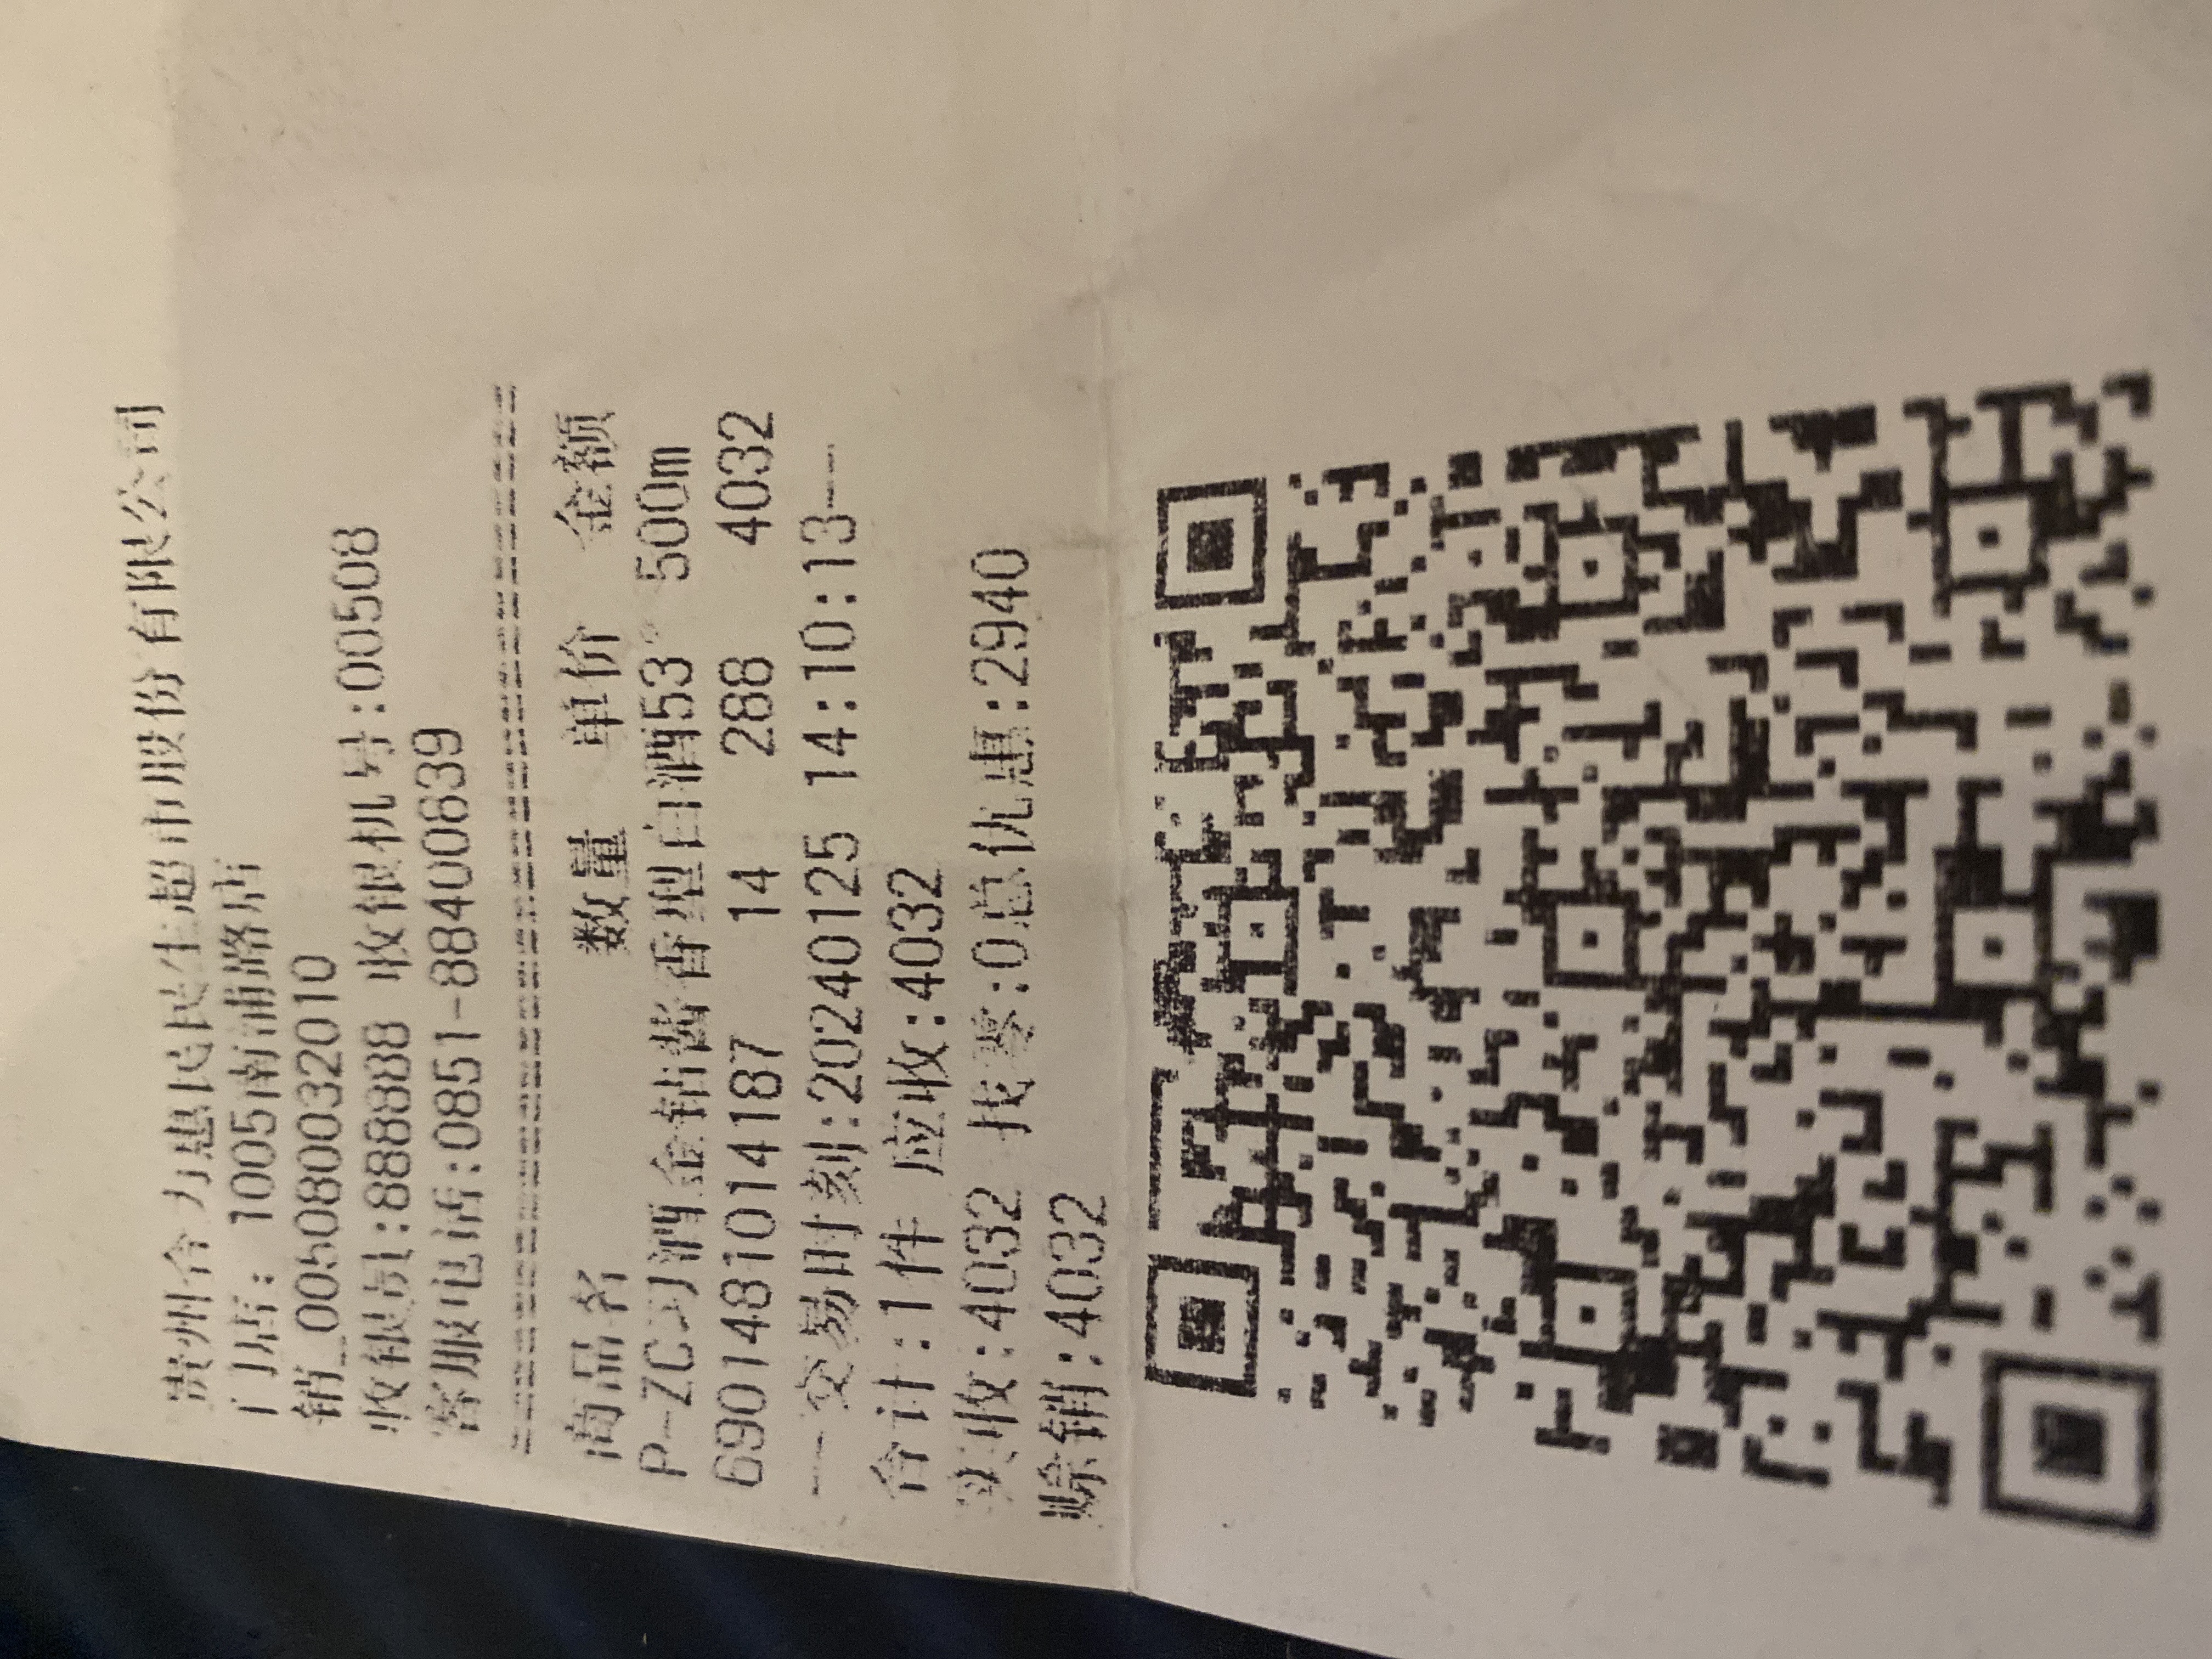 贵州合力惠民民生超市股份有限公司
门店: 1005南浦路店
销_005080032010
收银员:888888 收银机号:00508
客服电话:0851-88400839
================================
商品名 数量 单价 金额
P-ZC习酒金钻酱香型白酒53° 500m
6901481014187 14 288 4032
——交易时刻:20240125 14:10:13——
合计:1件 应收:4032
实收:4032 找零:0总优惠:2940
赊销:4032